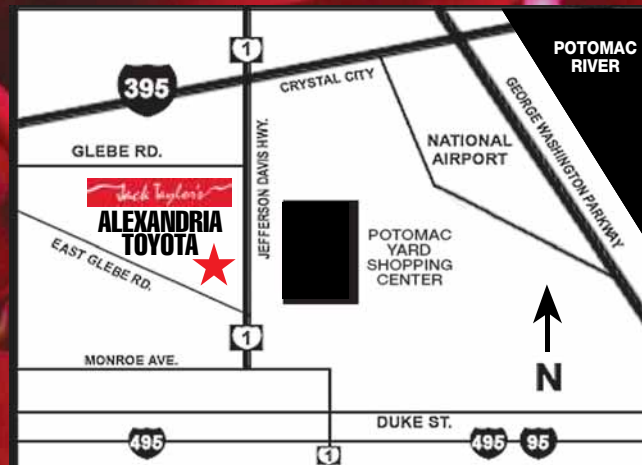 1
POTOMAC
RIVER
395
CRYSTAL CITY
GLEBE RD.
JEFFERSON DAVIS HWY.
NATIONAL
AIRPORT
GEORGE WASHINGTON PARKWAY
Jack Taylor's
ALEXANDRIA
TOYOTA
EAST GLEBE RD.
POTOMAC
YARD
SHOPPING
CENTER
1
MONROE AVE.
N
DUKE ST.
495
1
495
95